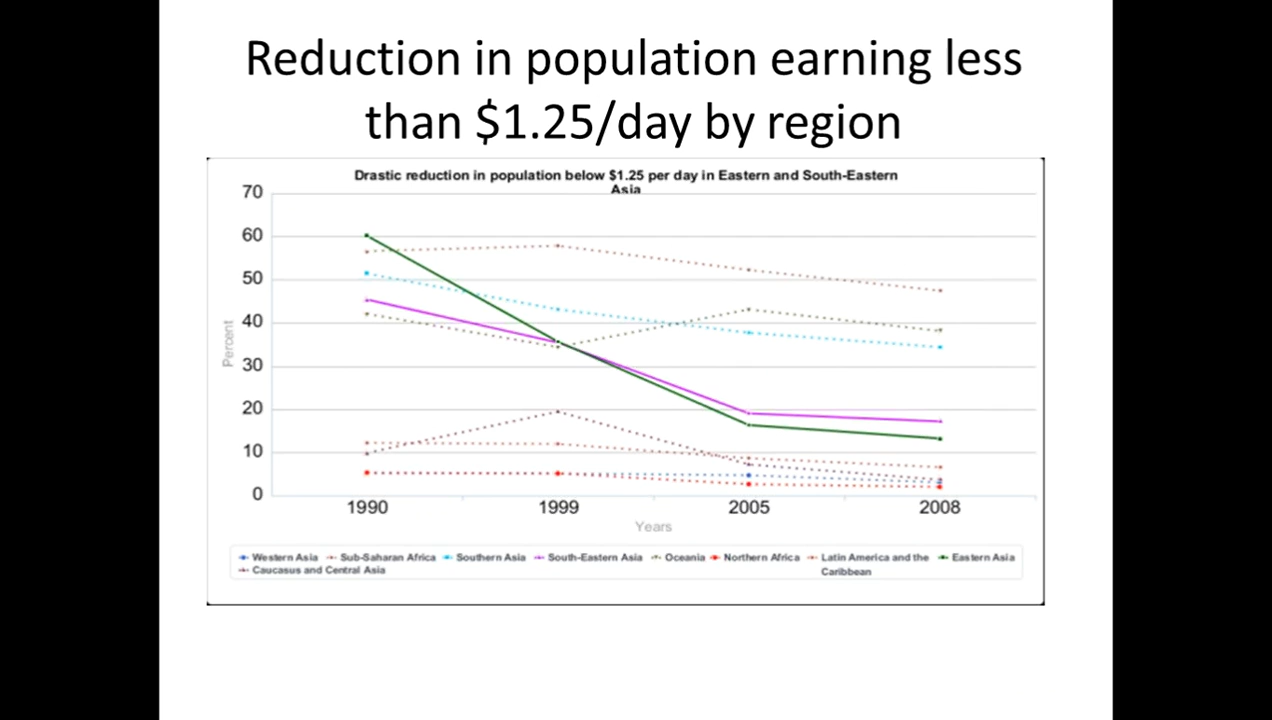 Reduction in population earning less
than $1.25/day by region
Drastic reduction in population below $1.25 per day in Eastern and South-Eastern
Asia
70
60
50
40
30
20
10
0
Percent
1990 1999 2005 2008
Years
Western Asia Sub-Saharan Africa Southern Asia South-Eastern Asia Oceania Northern Africa Latin America and the Caribbean Eastern Asia
Caucasus and Central Asia